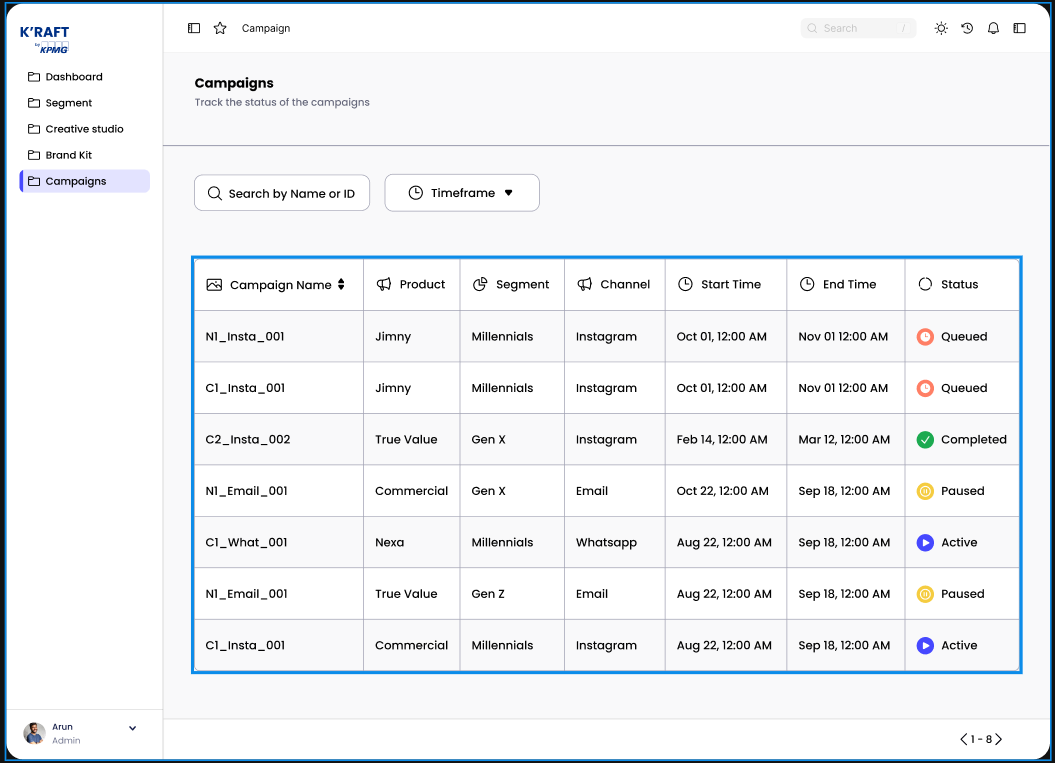 K'RAFT
by KPMG
Dashboard
Segment
Creative studio
Brand Kit
Campaigns
Arun
Admin
Campaign
Search /
Campaigns
Track the status of the campaigns
Search by Name or ID
Timeframe
Campaign Name Product Segment Channel Start Time End Time Status
N1_Insta_001 Jimny Millennials Instagram Oct 01, 12:00 AM Nov 01 12:00 AM Queued
C1_Insta_001 Jimny Millennials Instagram Oct 01, 12:00 AM Nov 01 12:00 AM Queued
C2_Insta_002 True Value Gen X Instagram Feb 14, 12:00 AM Mar 12, 12:00 AM Completed
N1_Email_001 Commercial Gen X Email Oct 22, 12:00 AM Sep 18, 12:00 AM Paused
C1_What_001 Nexa Millennials Whatsapp Aug 22, 12:00 AM Sep 18, 12:00 AM Active
N1_Email_001 True Value Gen Z Email Aug 22, 12:00 AM Sep 18, 12:00 AM Paused
C1_Insta_001 Commercial Millennials Instagram Aug 22, 12:00 AM Sep 18, 12:00 AM Active
1 - 8